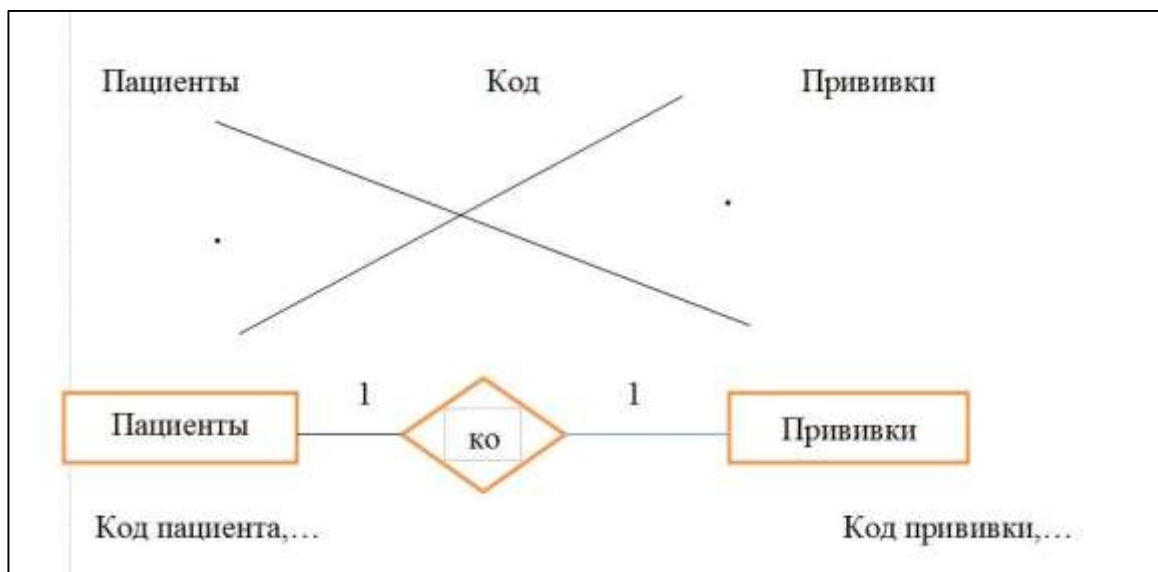 Пациенты Код Прививки
1 1
Пациенты ко Прививки
Код пациента,... Код прививки,...